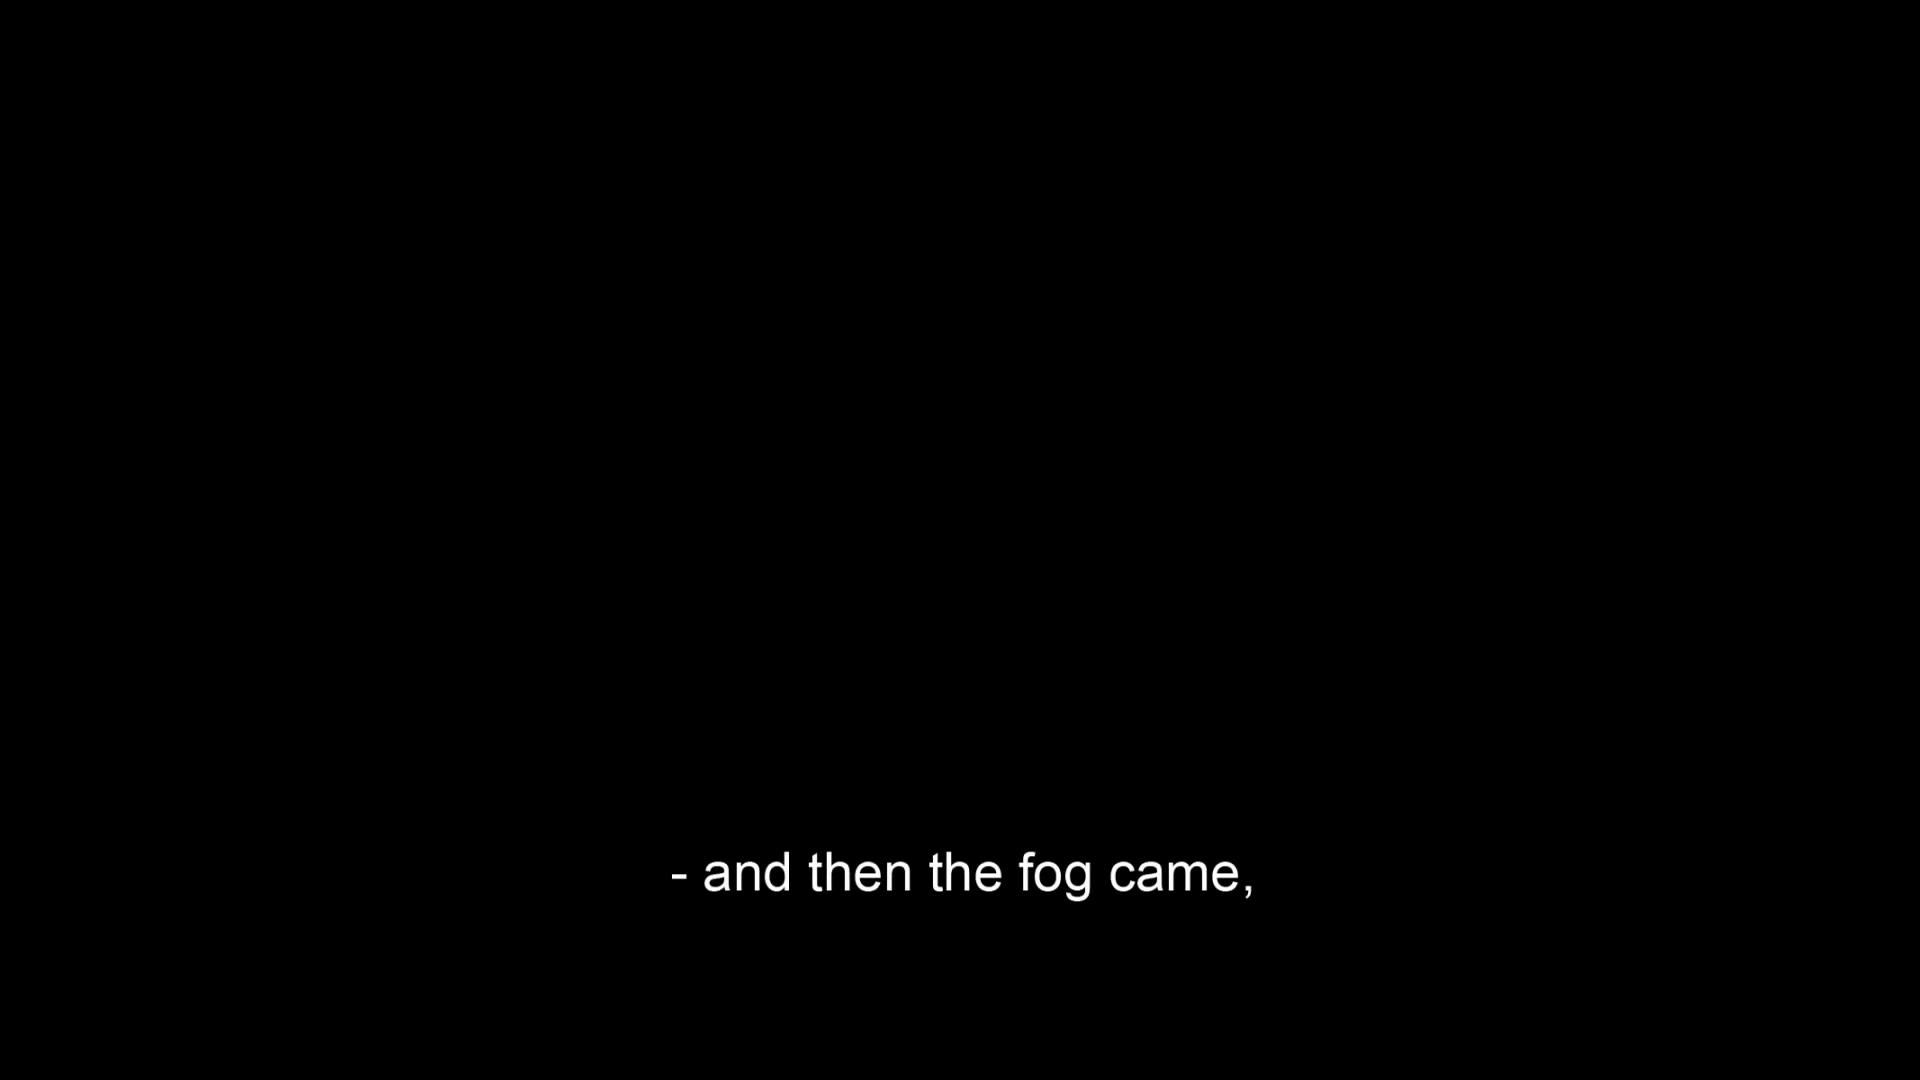 - and then the fog came,